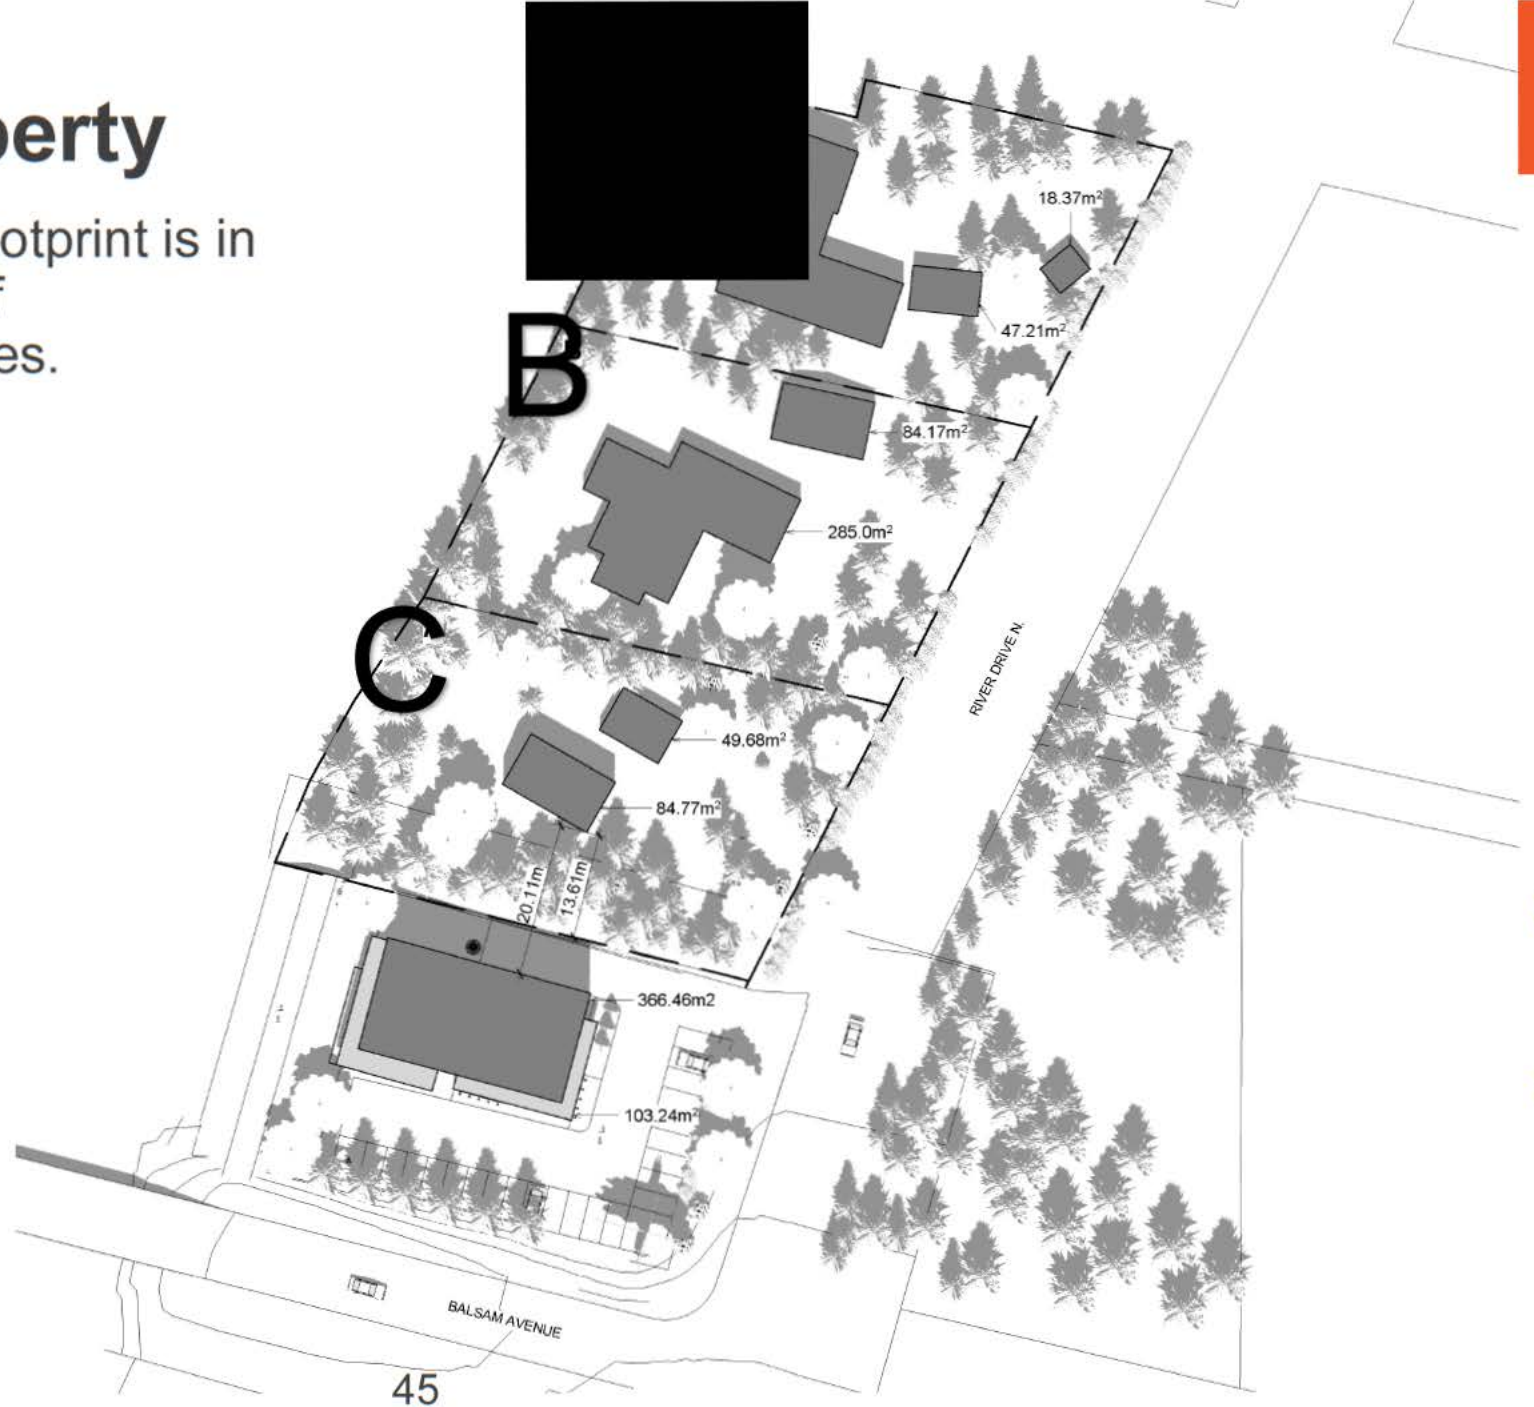 perty
otprint is in
f
es.
18.37m²
47.21m²
B
84.17m²
285.0m²
C
RIVER DRIVE N.
49.68m²
84.77m²
20.11m
13.61m
366.46m2
103.24m²
BALSAM AVENUE
45